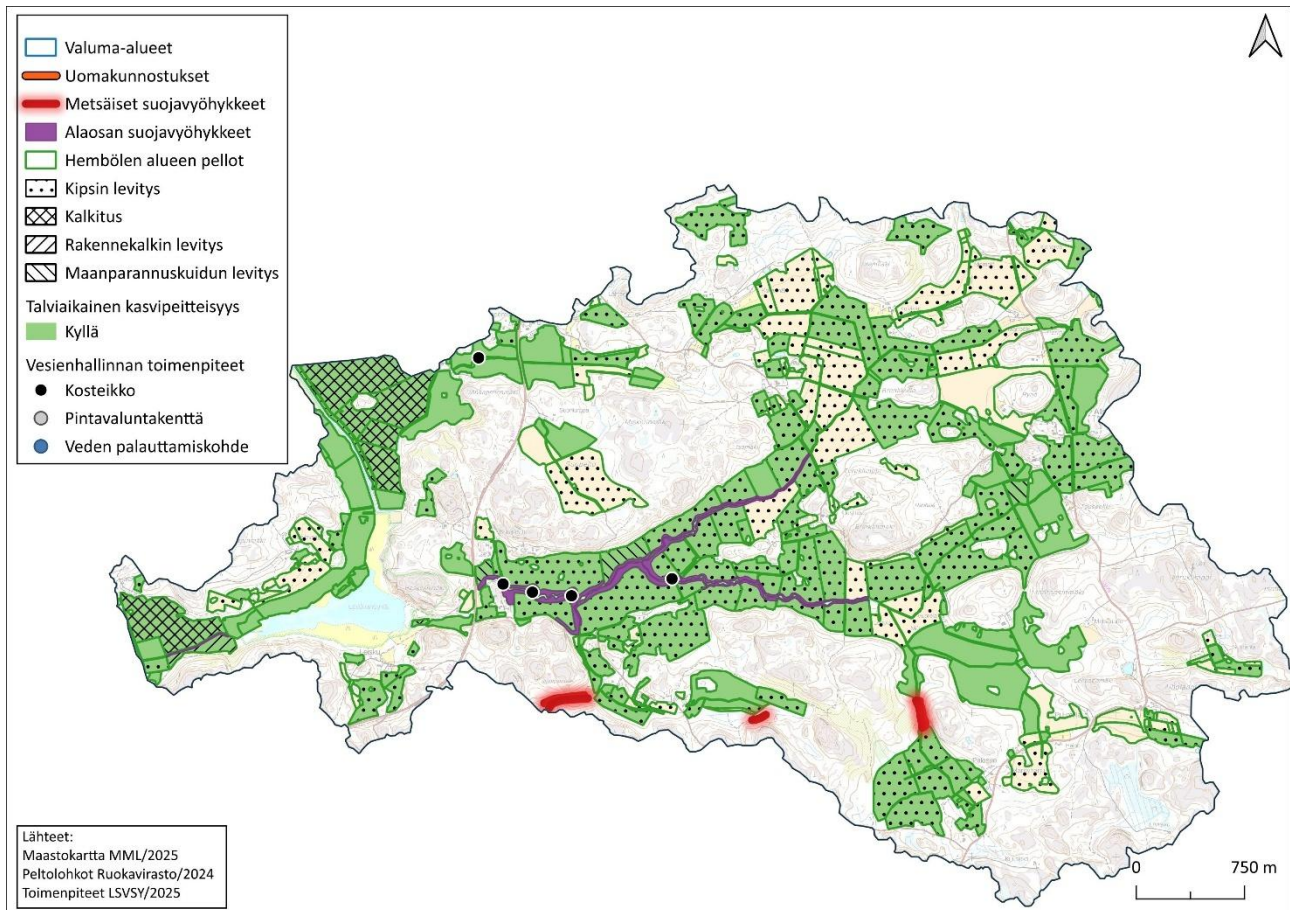 Valuma-alueet
Uomakunnostukset
Metsäiset suojavyöhykkeet
Alaosan suojavyöhykkeet
Hembölen alueen pellot
Kipsin levitys
Kalkitus
Rakennekalkin levitys
Maanparannuskuidun levitys
Talviaikainen kasvipeitteisyys
Kyllä
Vesienhallinnan toimenpiteet
Kosteikko
Pintavaluntakenttä
Veden palauttamiskohde
Lähteet:
Maastokartta MML/2025
Peltolohkot Ruokavirasto/2024
Toimenpiteet LSVSY/2025
0 750 m